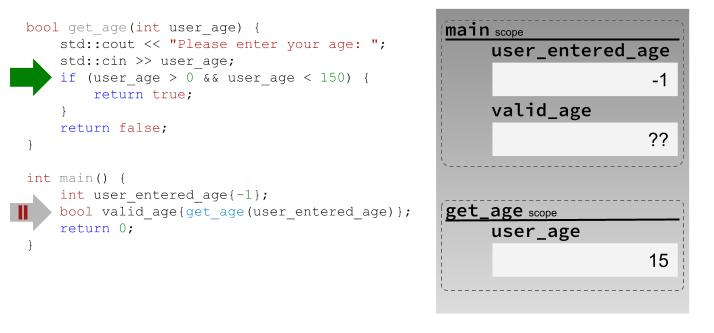 bool get_age(int user_age) {
    std::cout << "Please enter your age: ";
    std::cin >> user_age;
    if (user_age > 0 && user_age < 150) {
        return true;
    }
    return false;
}
int main() {
    int user_entered_age{-1};
    bool valid_age{get_age(user_entered_age)};
    return 0;
}
main scope
user_entered_age
-1
valid_age
??
get_age scope
user_age
15